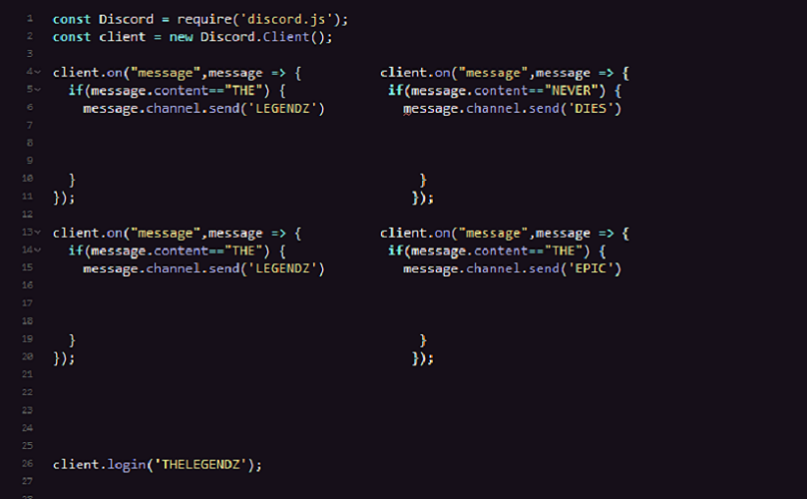 1 const Discord = require('discord.js');
2 const client = new Discord.Client();
3
4 client.on("message",message => { client.on("message",message => {
5 if(message.content=="THE") { if(message.content=="NEVER") {
6 message.channel.send('LEGENDZ') message.channel.send('DIES')
7
8
9
10 } }
11 }); });
12
13 client.on("message",message => { client.on("message",message => {
14 if(message.content=="THE") { if(message.content=="THE") {
15 message.channel.send('LEGENDZ') message.channel.send('EPIC')
16
17
18
19 } }
20 }); });
21
22
23
24
25
26 client.login('THELEGENDZ');
27